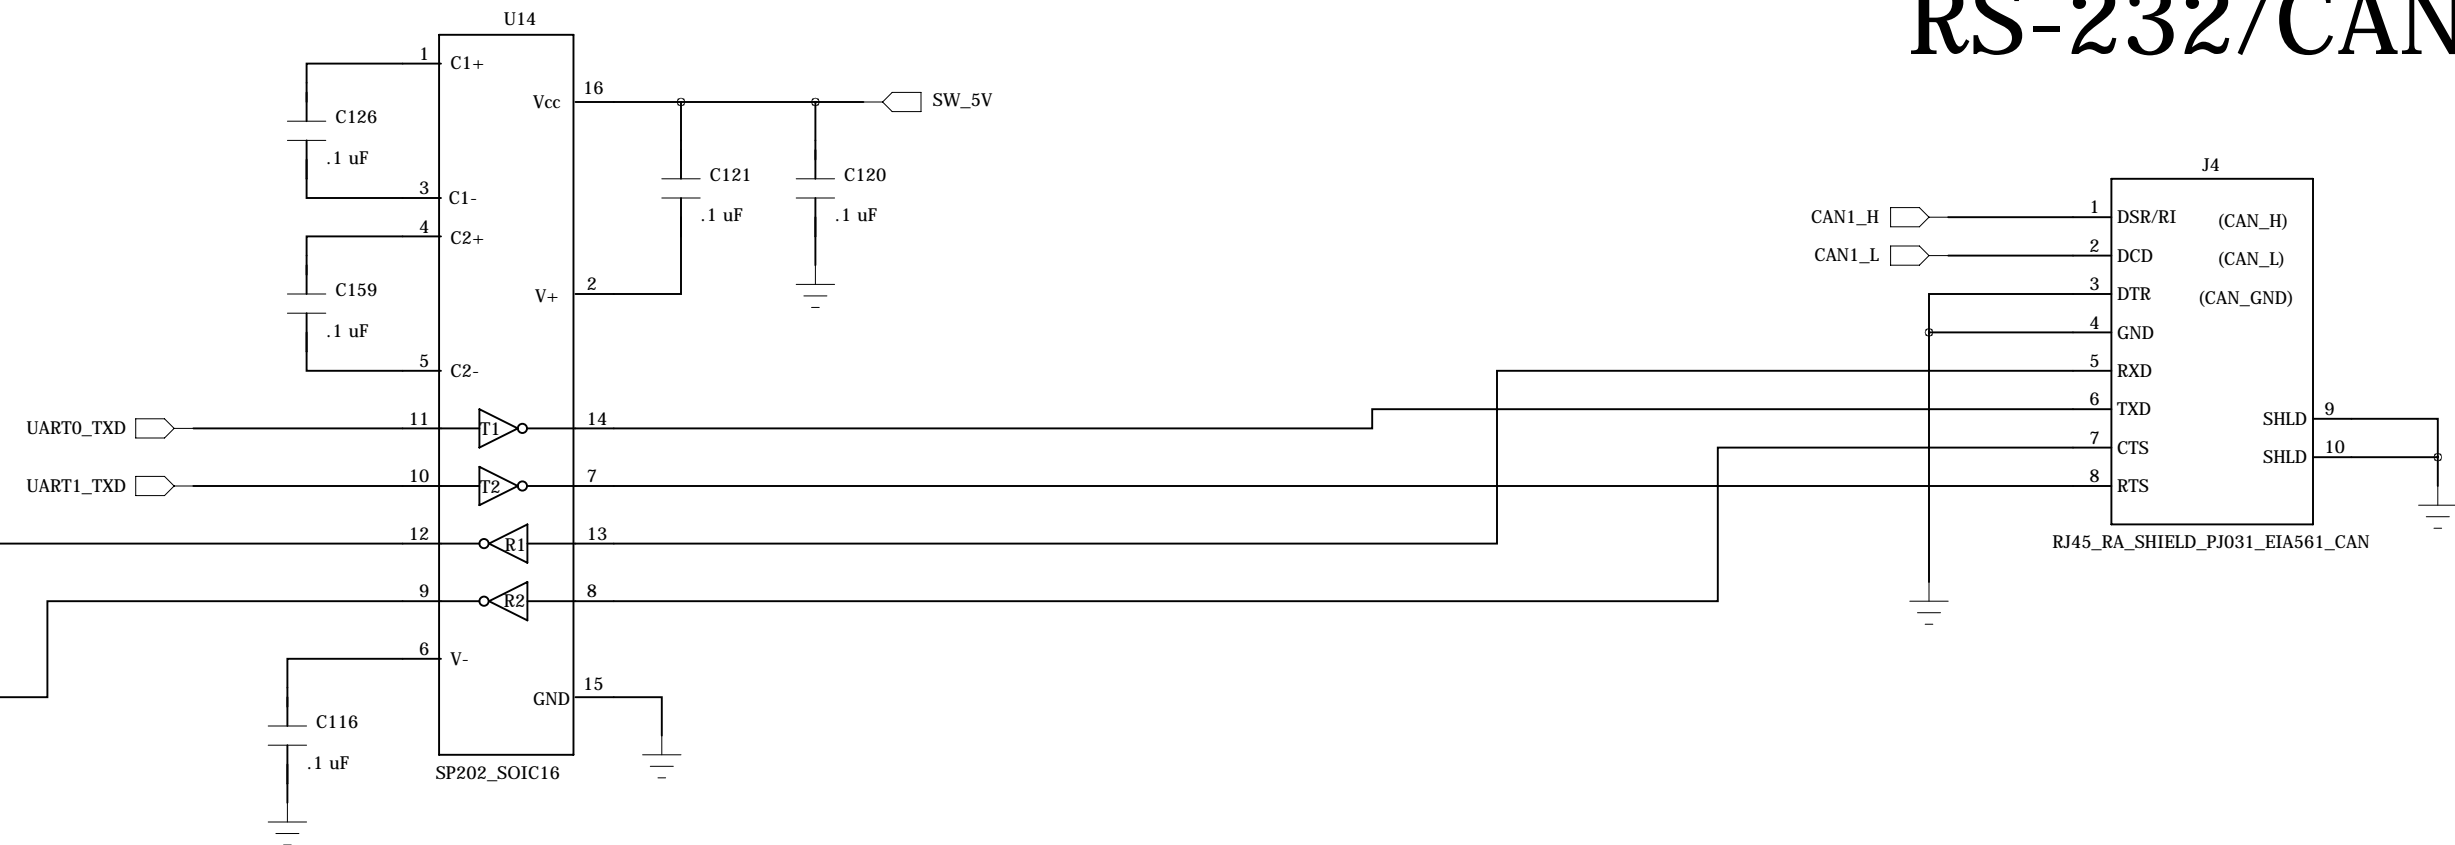 RS-232/CAN
U14
1
C1+
16
Vcc
SW_5V
C126
.1 uF
3
C1-
C121
.1 uF
C120
.1 uF
4
C2+
C159
.1 uF
2
V+
5
C2-
UART0_TXD
11
T1
14
UART1_TXD
10
T2
7
12
R1
13
9
R2
8
6
V-
15
GND
C116
.1 uF
SP202_SOIC16
J4
CAN1_H
1
DSR/RI
(CAN_H)
CAN1_L
2
DCD
(CAN_L)
3
DTR
(CAN_GND)
4
GND
5
RXD
6
TXD
SHLD
9
7
CTS
SHLD
10
8
RTS
RJ45_RA_SHIELD_PJ031_EIA561_CAN